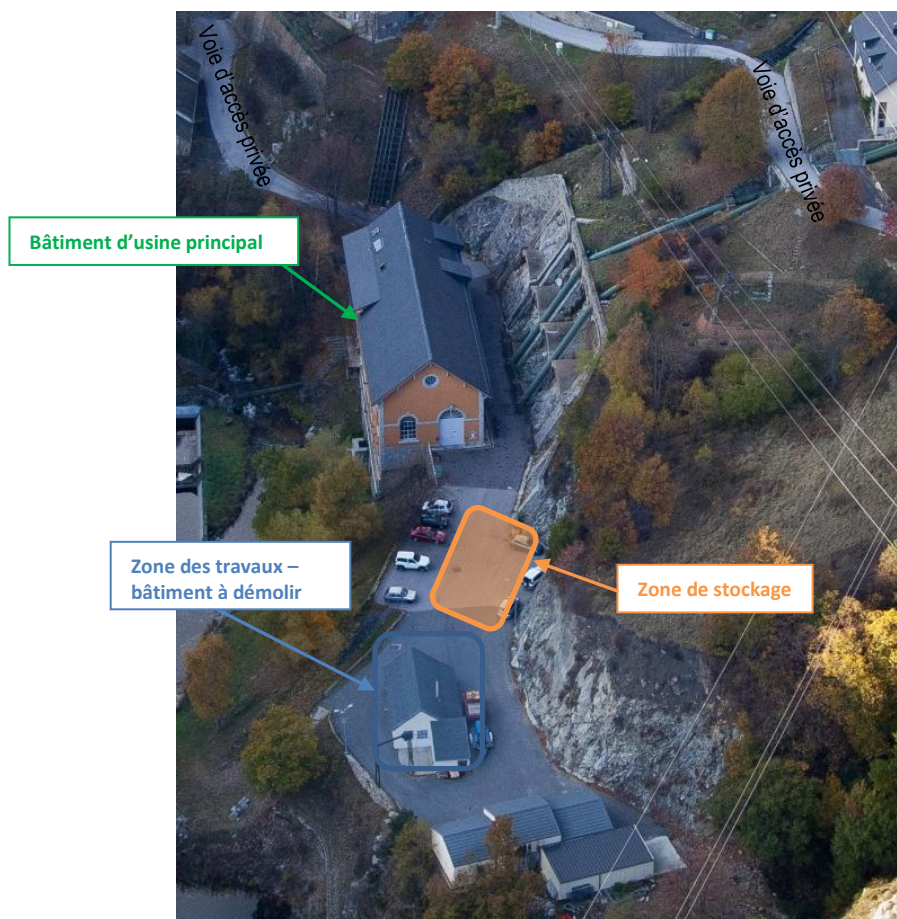 Voie d'accès privée
Voie d'accès privée
Bâtiment d'usine principal
Zone des travaux –
bâtiment à démolir
Zone de stockage